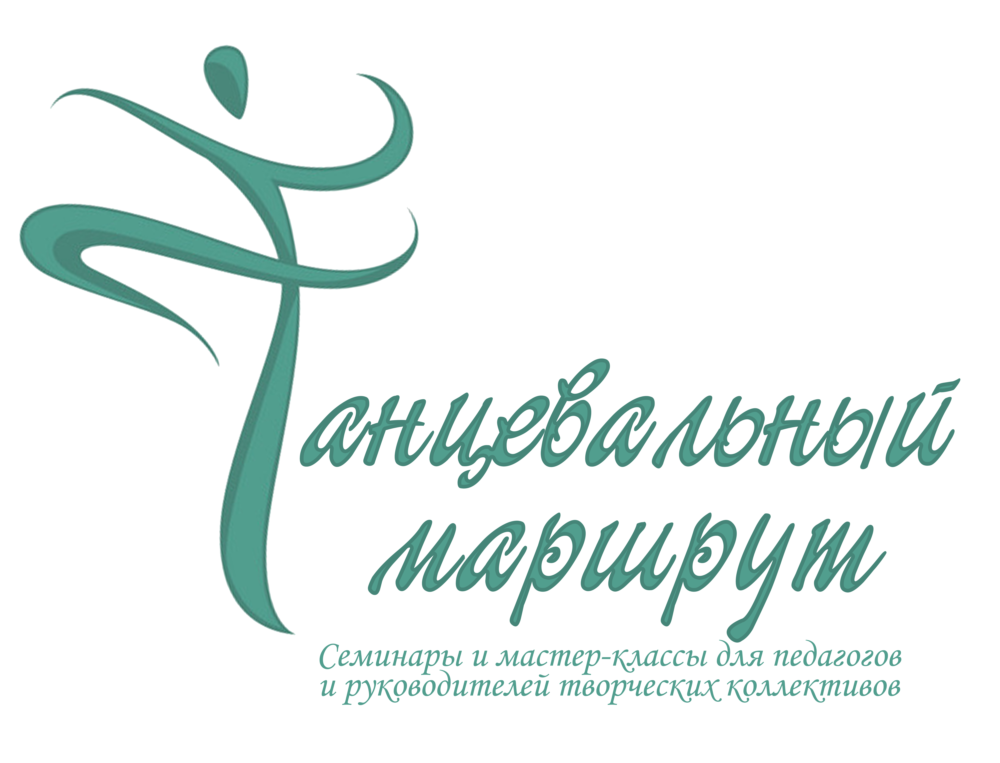 Танцевальный
маршрут
Семинары и мастер-классы для педагогов
и руководителей творческих коллективов